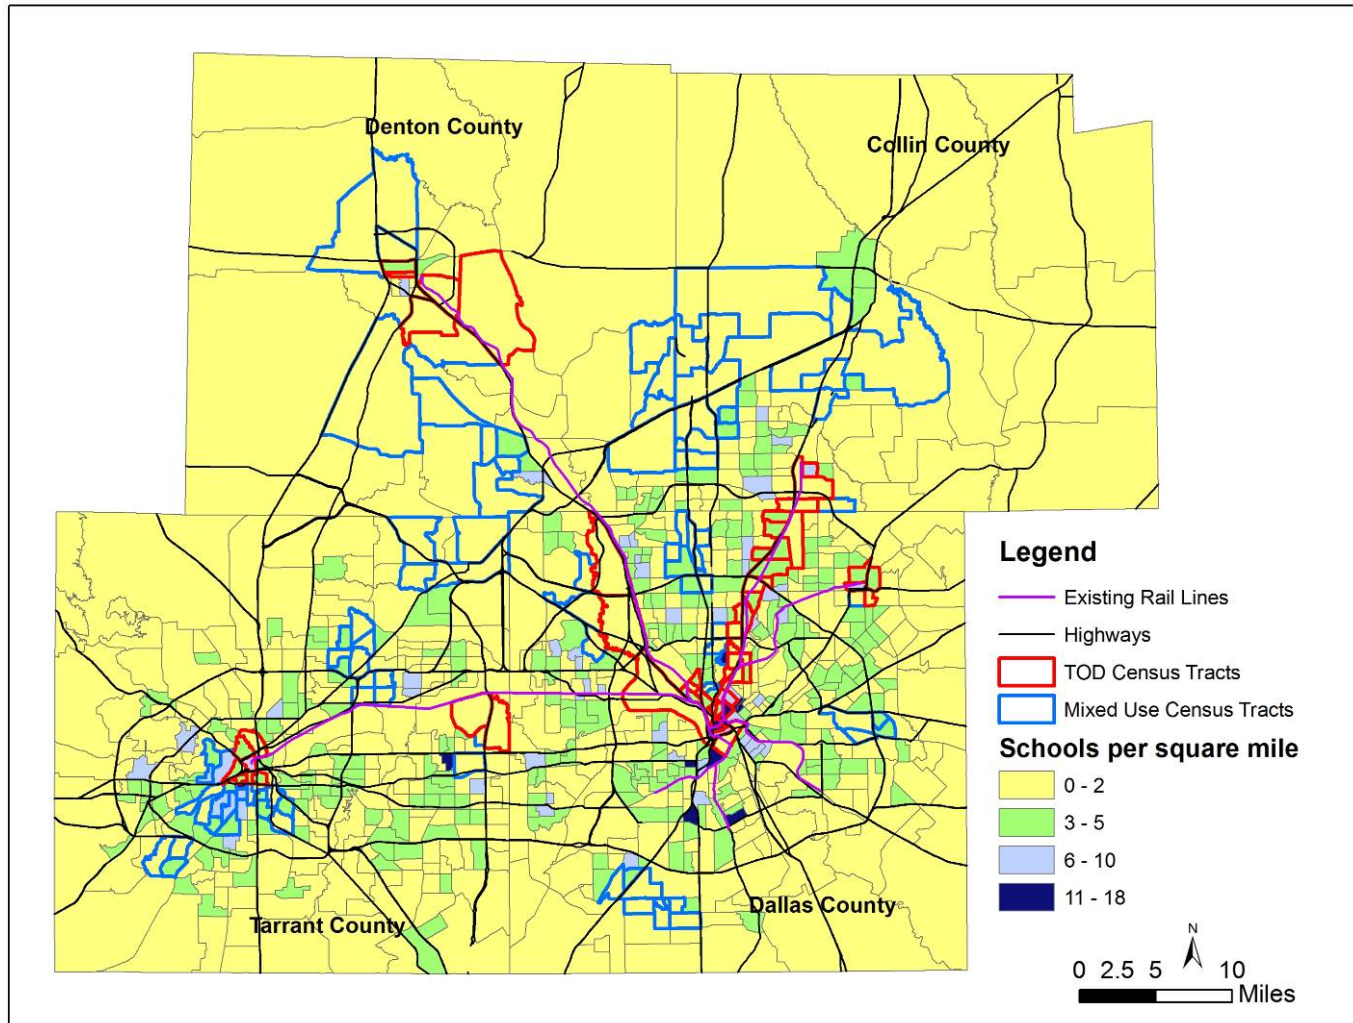 Denton County
Collin County
Legend
Existing Rail Lines
Highways
TOD Census Tracts
Mixed Use Census Tracts
Schools per square mile
0 - 2
3 - 5
6 - 10
11 - 18
Dallas County
Tarrant County
N
0 2.5 5 10
Miles